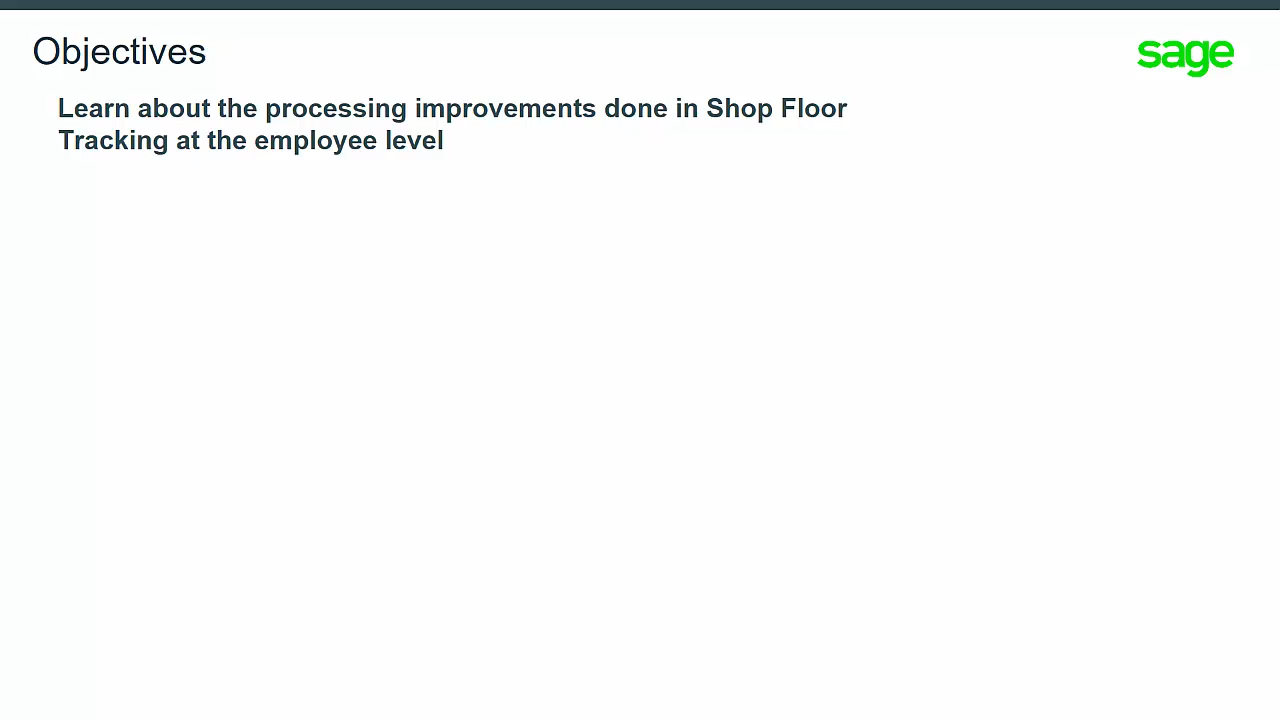 Objectives
sage
Learn about the processing improvements done in Shop Floor
Tracking at the employee level